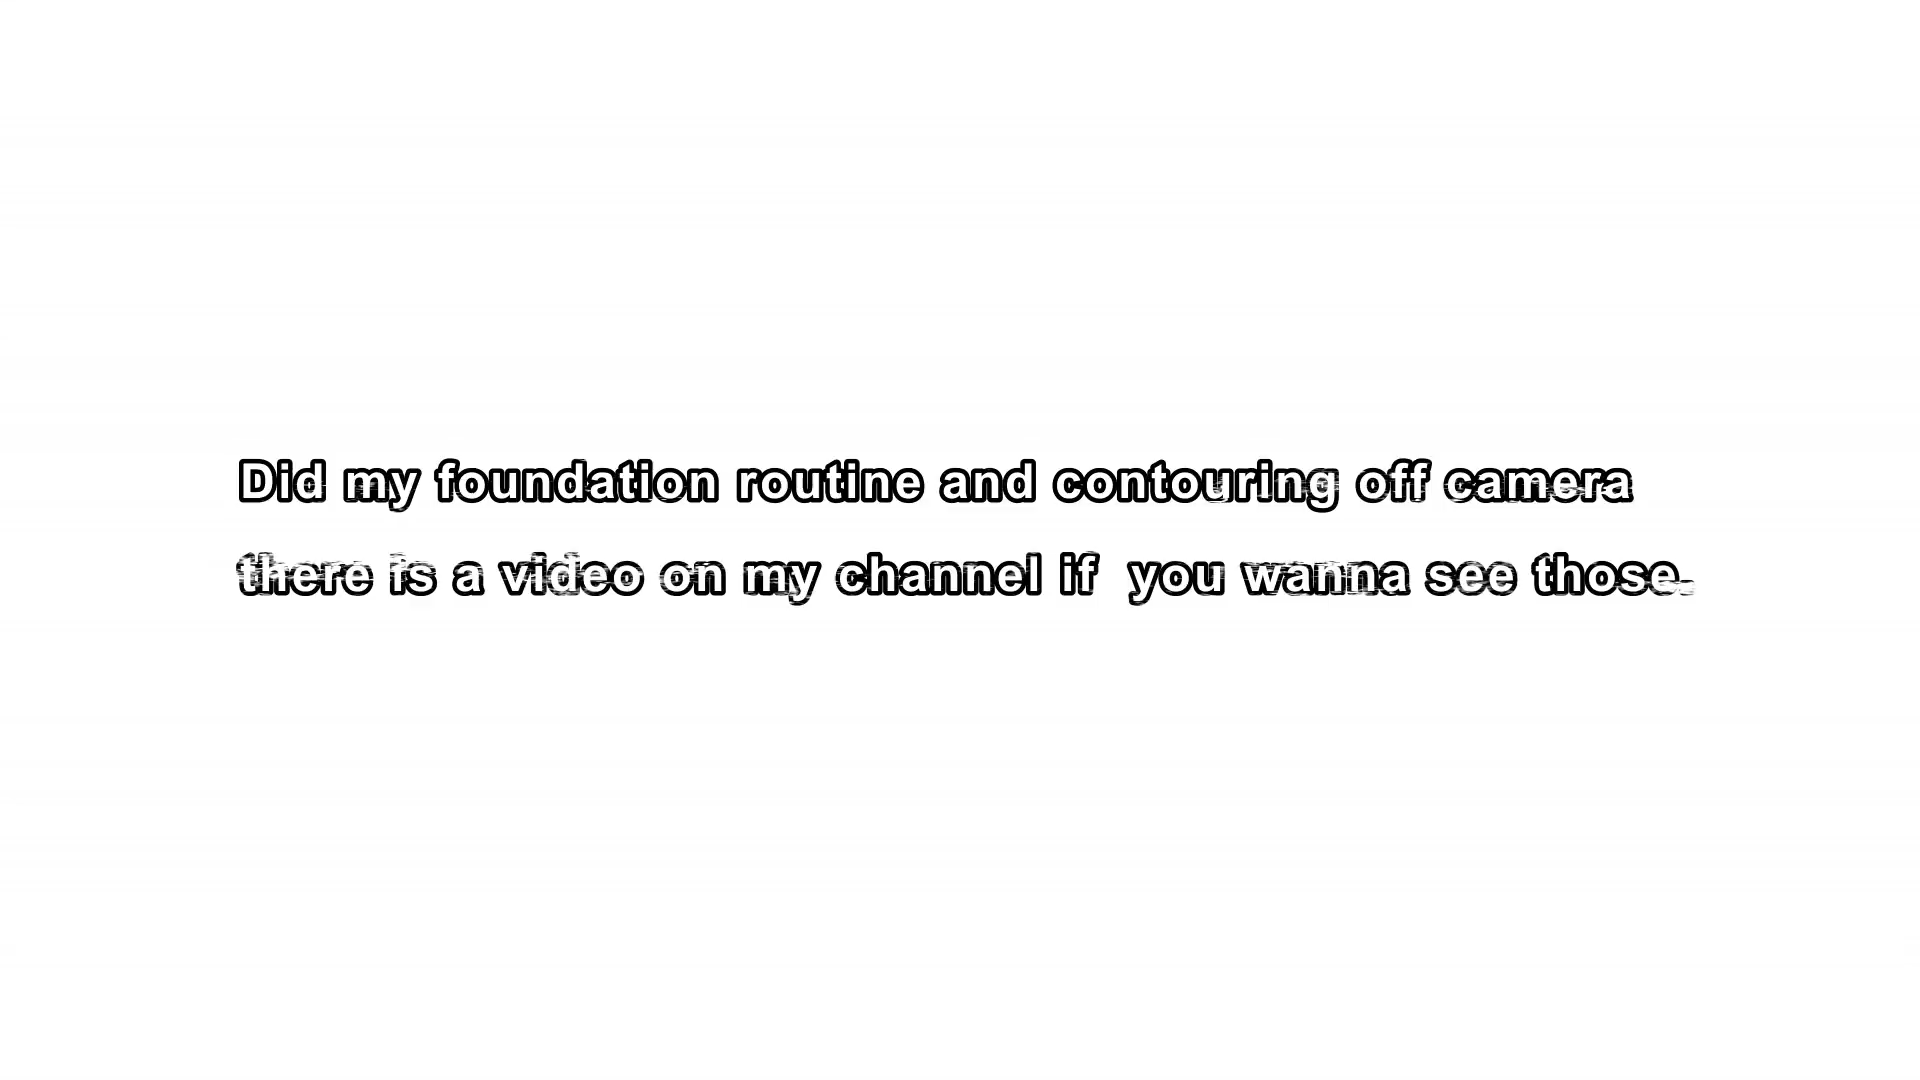 Did my foundation routine and contouring off camera
there is a video on my channel if  you wanna see those.